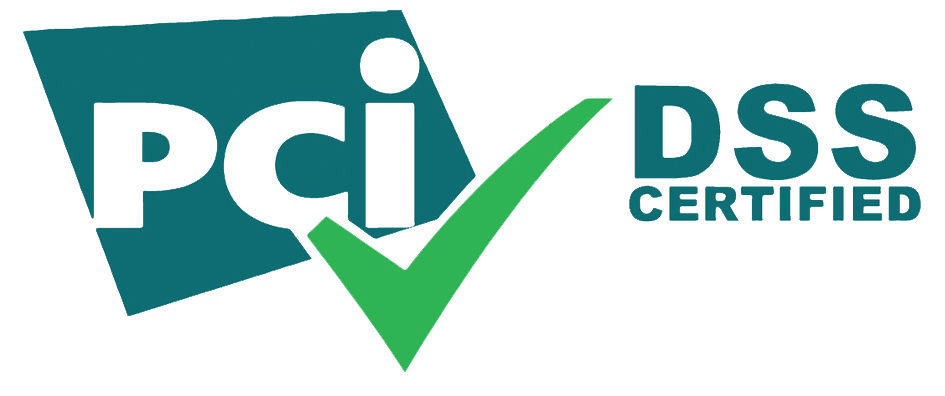 PCi
DSS
CERTIFIED